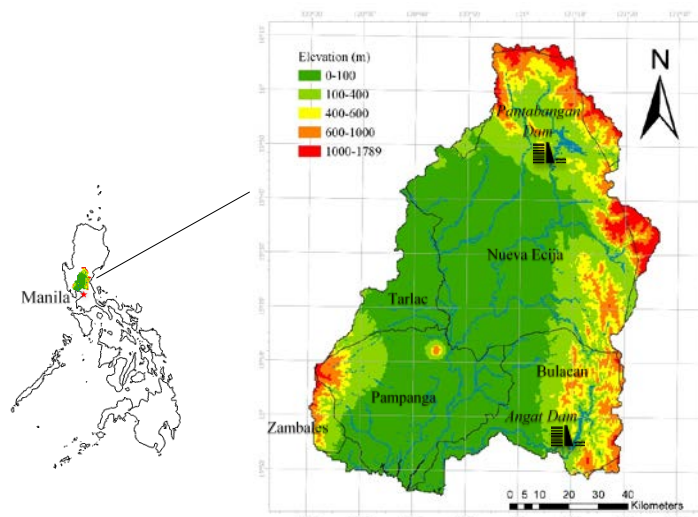 Elevation (m)
0-100
100-400
400-600
600-1000
1000-1789
N
Pantabangan
Dam
Nueva Ecija
Manila
Tarlac
Bulacan
Pampanga
Angat Dam
Zambales
0 5 10 20 30 40
Kilometers